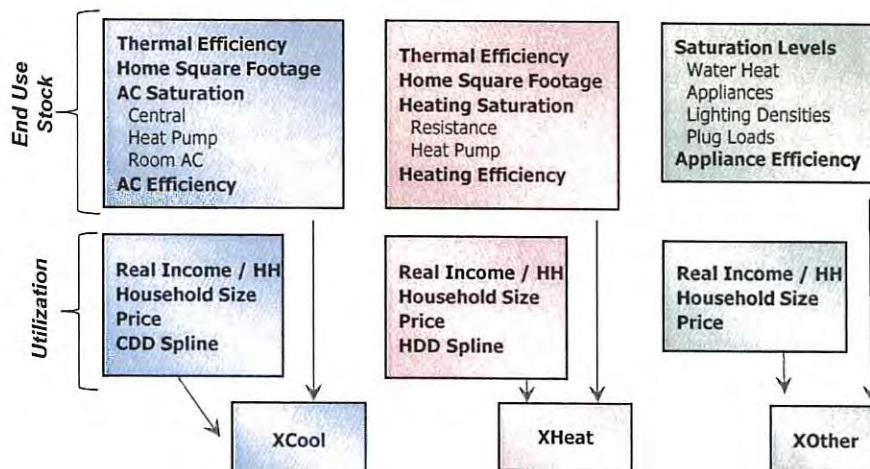 End Use
Stock
Thermal Efficiency
Home Square Footage
AC Saturation
Central
Heat Pump
Room AC
AC Efficiency
Thermal Efficiency
Home Square Footage
Heating Saturation
Resistance
Heat Pump
Heating Efficiency
Saturation Levels
Water Heat
Appliances
Lighting Densities
Plug Loads
Appliance Efficiency
Utilization
Real Income / HH
Household Size
Price
CDD Spline
Real Income / HH
Household Size
Price
HDD Spline
Real Income / HH
Household Size
Price
XCool
XHeat
XOther